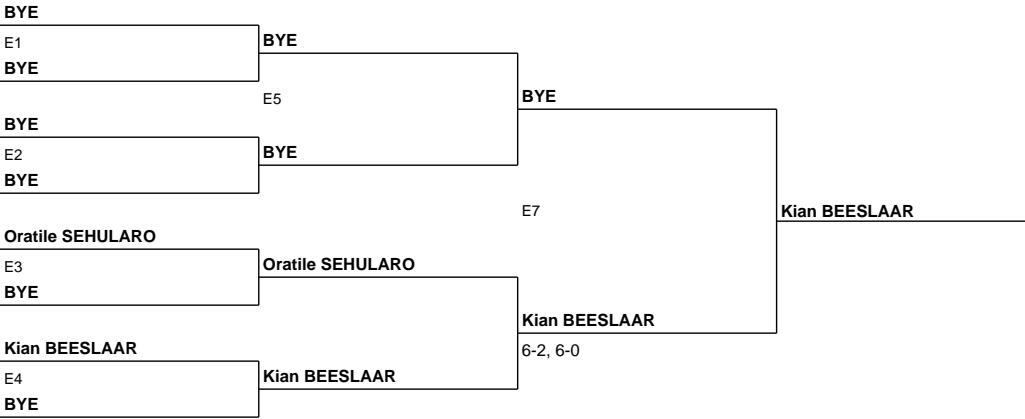 BYE
E1
BYE
BYE
E5
BYE
BYE
E2
BYE
BYE
E7
Kian BEESLAAR
Oratile SEHULARO
E3
Oratile SEHULARO
BYE
Kian BEESLAAR
Kian BEESLAAR
6-2, 6-0
E4
Kian BEESLAAR
BYE